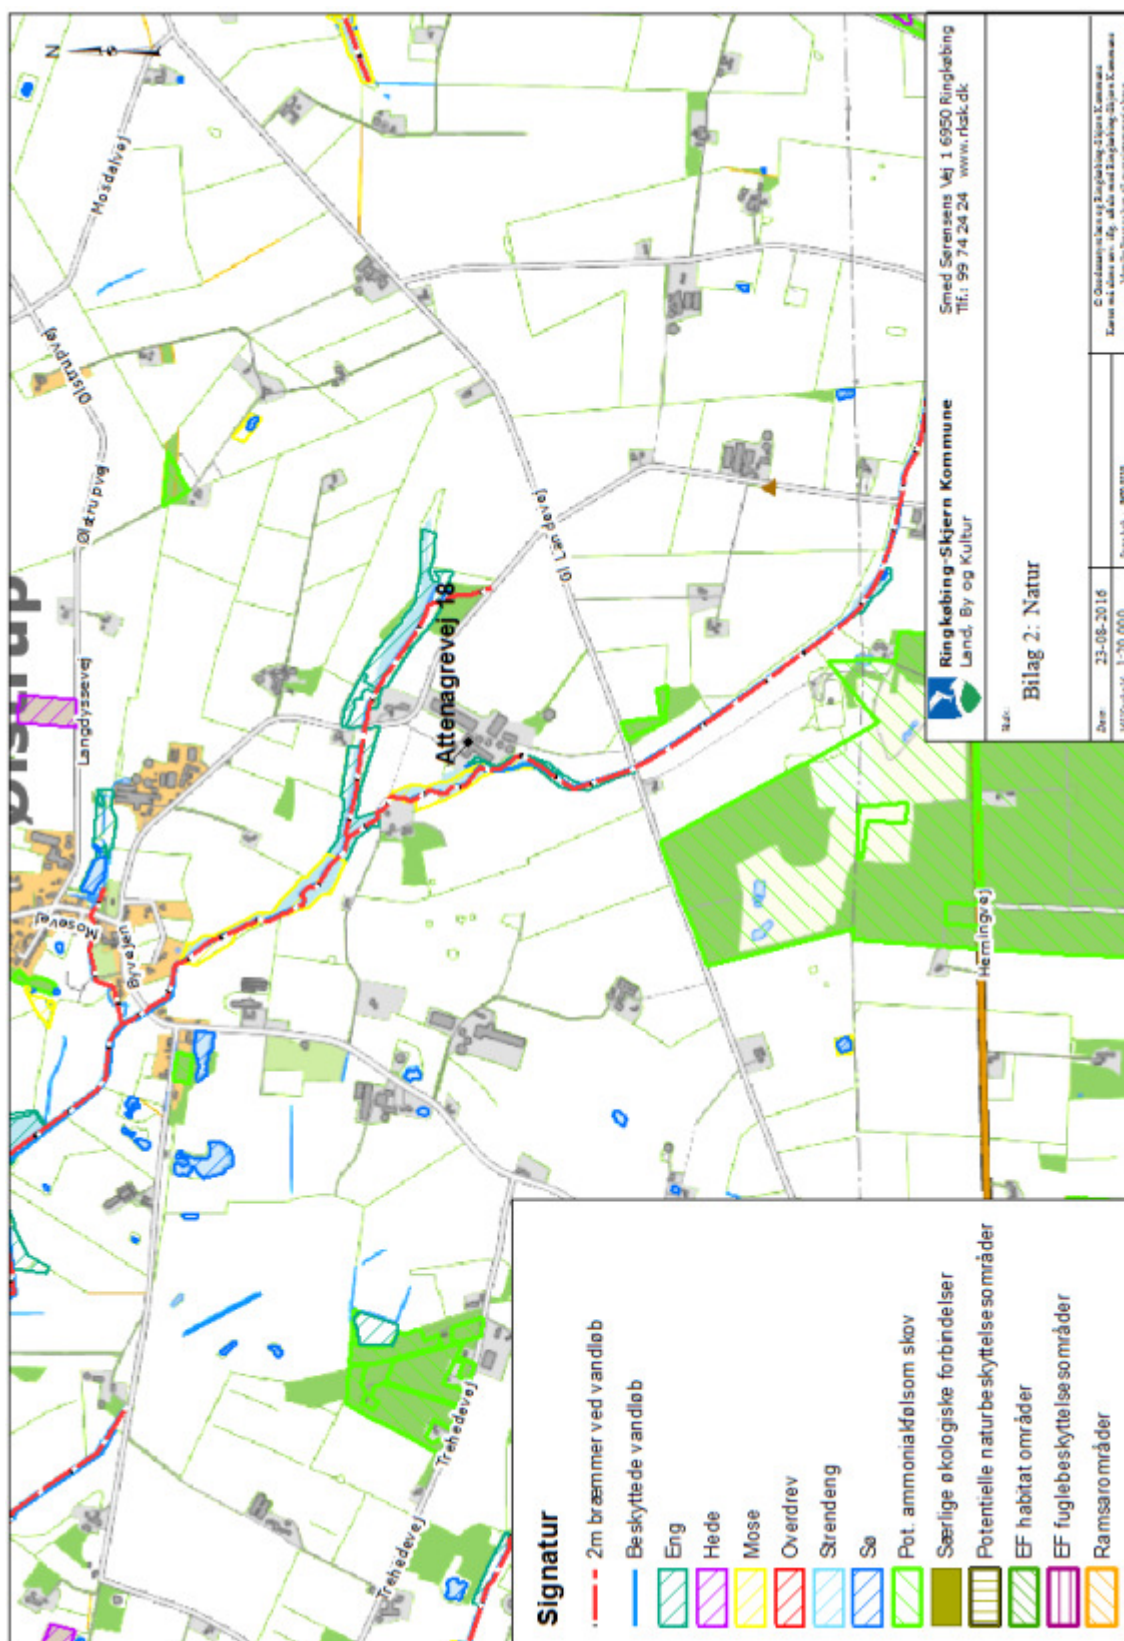 Mosdalvej
Ølstrupvej
Ølstrupvej
Langdyssevej
Mosevej
Byvejen
Attenagrevej 18
Gl Landevej
Herningvej
Trehedevej
Trehedevej
Ølstrup
N
Signatur
2m bræmmer ved vandløb
Beskyttede vandløb
Eng
Hede
Mose
Overdrev
Strendeng
Sø
Pot. ammoniakfølsom skov
Særlige økologiske forbindelser
Potentielle naturbeskyttelsesområder
EF habitat områder
EF fuglebeskyttelsesområder
Ramsarområder
Ringkøbing-Skjern Kommune
Land, By og Kultur
Smed Sørensens Vej 1 6950 Ringkøbing
Tlf.: 99 74 24 24 www.rksk.dk
Bilag 2: Natur
23-08-2016
1:20.000